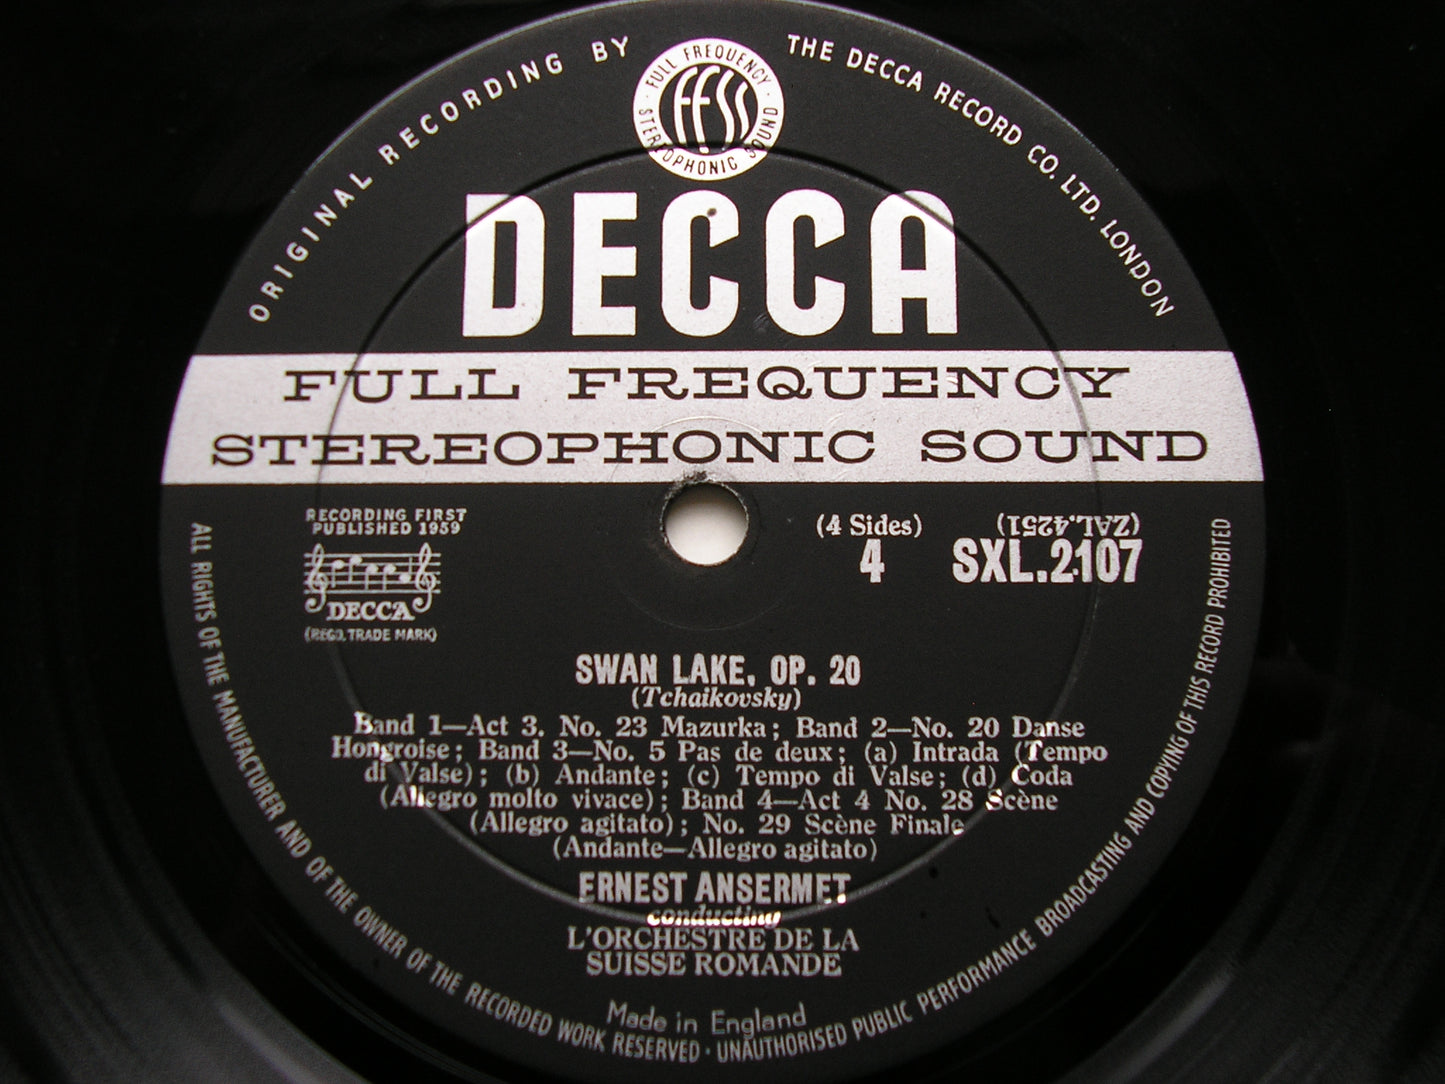 ORIGINAL RECORDING BY
THE DECCA RECORD CO. LTD. LONDON
FULL FREQUENCY
FFSS
STEREOPHONIC SOUND
DECCA
FULL FREQUENCY
STEREOPHONIC SOUND
RECORDING FIRST
PUBLISHED 1959
DECCA
(REGD. TRADE MARK)
(4 Sides)
4
(ZAL.4251)
SXL.2107
SWAN LAKE, OP. 20
(Tchaikovsky)
Band 1—Act 3. No. 23 Mazurka; Band 2—No. 20 Danse
Hongroise; Band 3—No. 5 Pas de deux; (a) Intrada (Tempo
di Valse); (b) Andante; (c) Tempo di Valse; (d) Coda
(Allegro molto vivace); Band 4—Act 4 No. 28 Scène
(Allegro agitato); No. 29 Scène Finale
(Andante—Allegro agitato)
ERNEST ANSERMET
conducting
L'ORCHESTRE DE LA
SUISSE ROMANDE
Made in England
ALL RIGHTS OF THE MANUFACTURER AND OF THE OWNER OF THE RECORDED WORK RESERVED · UNAUTHORISED PUBLIC PERFORMANCE BROADCASTING AND COPYING OF THIS RECORD PROHIBITED